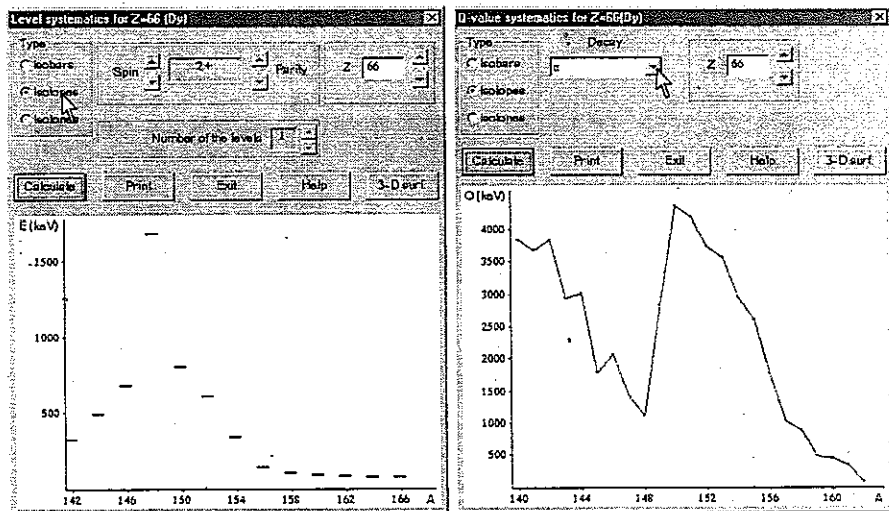 Level systematics for Z=66 (Dy)
Type
Isobars
Isotopes
Isotones
Spin
2+
Parity
Z
66
Number of the levels
1
Calculate
Print
Exit
Help
3-D surf
E (keV)
1500
1000
500
142 146 150 154 158 162 166 A
Q-value systematics for Z=66(Dy)
Type
Isobars
Isotopes
Isotones
Decay
α
Z
66
Calculate
Print
Exit
Help
3-D surf
Q [keV]
4000
3500
3000
2500
2000
1500
1000
500
140 144 148 152 156 160 A